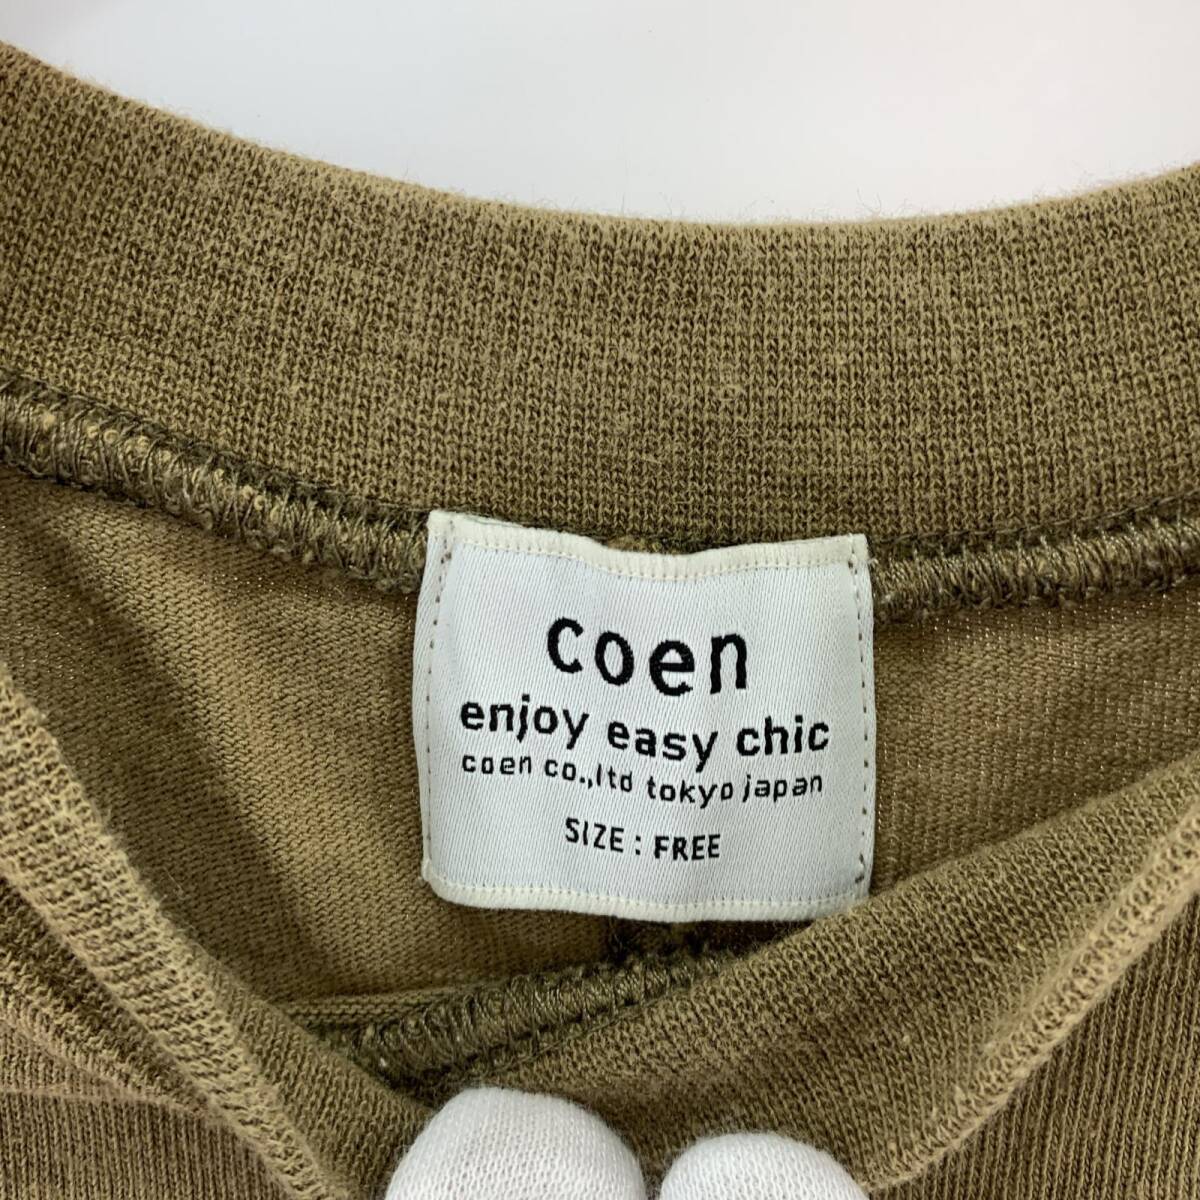 coen
enjoy easy chic
coen co.,ltd tokyo japan
SIZE : FREE